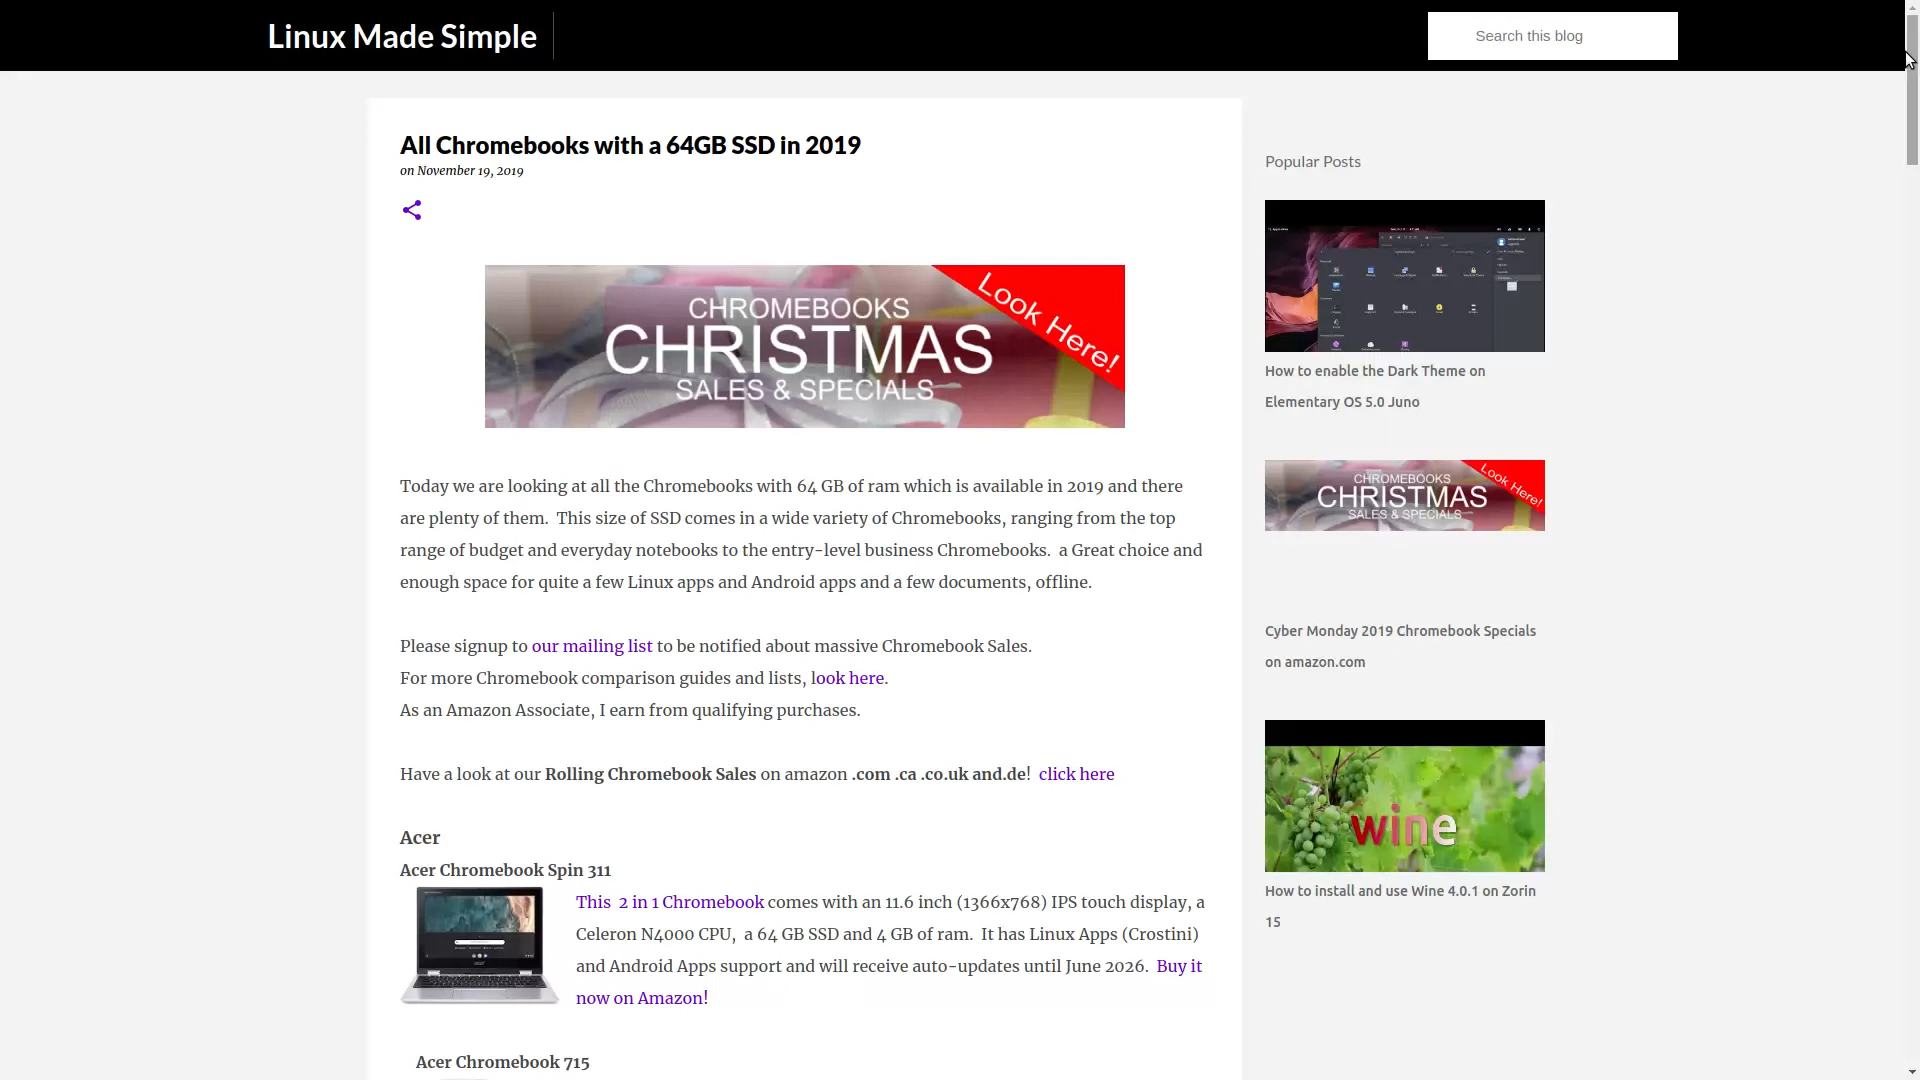 Linux Made Simple
Search this blog
All Chromebooks with a 64GB SSD in 2019
on November 19, 2019
CHROMEBOOKS
CHRISTMAS
SALES & SPECIALS
Look Here!
Today we are looking at all the Chromebooks with 64 GB of ram which is available in 2019 and there
are plenty of them.  This size of SSD comes in a wide variety of Chromebooks, ranging from the top
range of budget and everyday notebooks to the entry-level business Chromebooks.  a Great choice and
enough space for quite a few Linux apps and Android apps and a few documents, offline.
Please signup to our mailing list to be notified about massive Chromebook Sales.
For more Chromebook comparison guides and lists, look here.
As an Amazon Associate, I earn from qualifying purchases.
Have a look at our Rolling Chromebook Sales on amazon .com .ca .co.uk and.de!  click here
Acer
Acer Chromebook Spin 311
This  2 in 1 Chromebook comes with an 11.6 inch (1366x768) IPS touch display, a
Celeron N4000 CPU,  a 64 GB SSD and 4 GB of ram.  It has Linux Apps (Crostini)
and Android Apps support and will receive auto-updates until June 2026.  Buy it
now on Amazon!
Acer Chromebook 715
Popular Posts
How to enable the Dark Theme on
Elementary OS 5.0 Juno
CHROMEBOOKS
CHRISTMAS
SALES & SPECIALS
Look Here!
Cyber Monday 2019 Chromebook Specials
on amazon.com
wine
How to install and use Wine 4.0.1 on Zorin
15